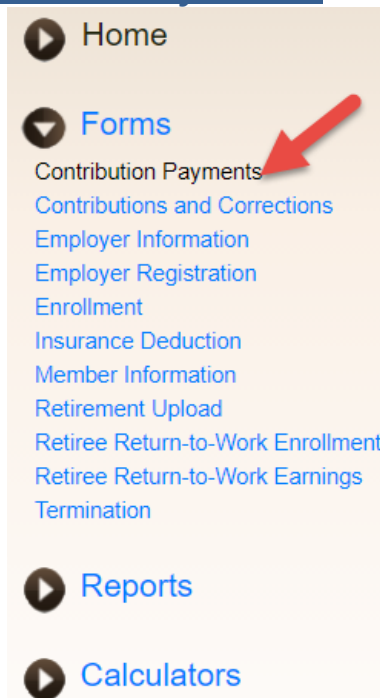 Home
Forms
Contribution Payments
Contributions and Corrections
Employer Information
Employer Registration
Enrollment
Insurance Deduction
Member Information
Retirement Upload
Retiree Return-to-Work Enrollment
Retiree Return-to-Work Earnings
Termination
Reports
Calculators